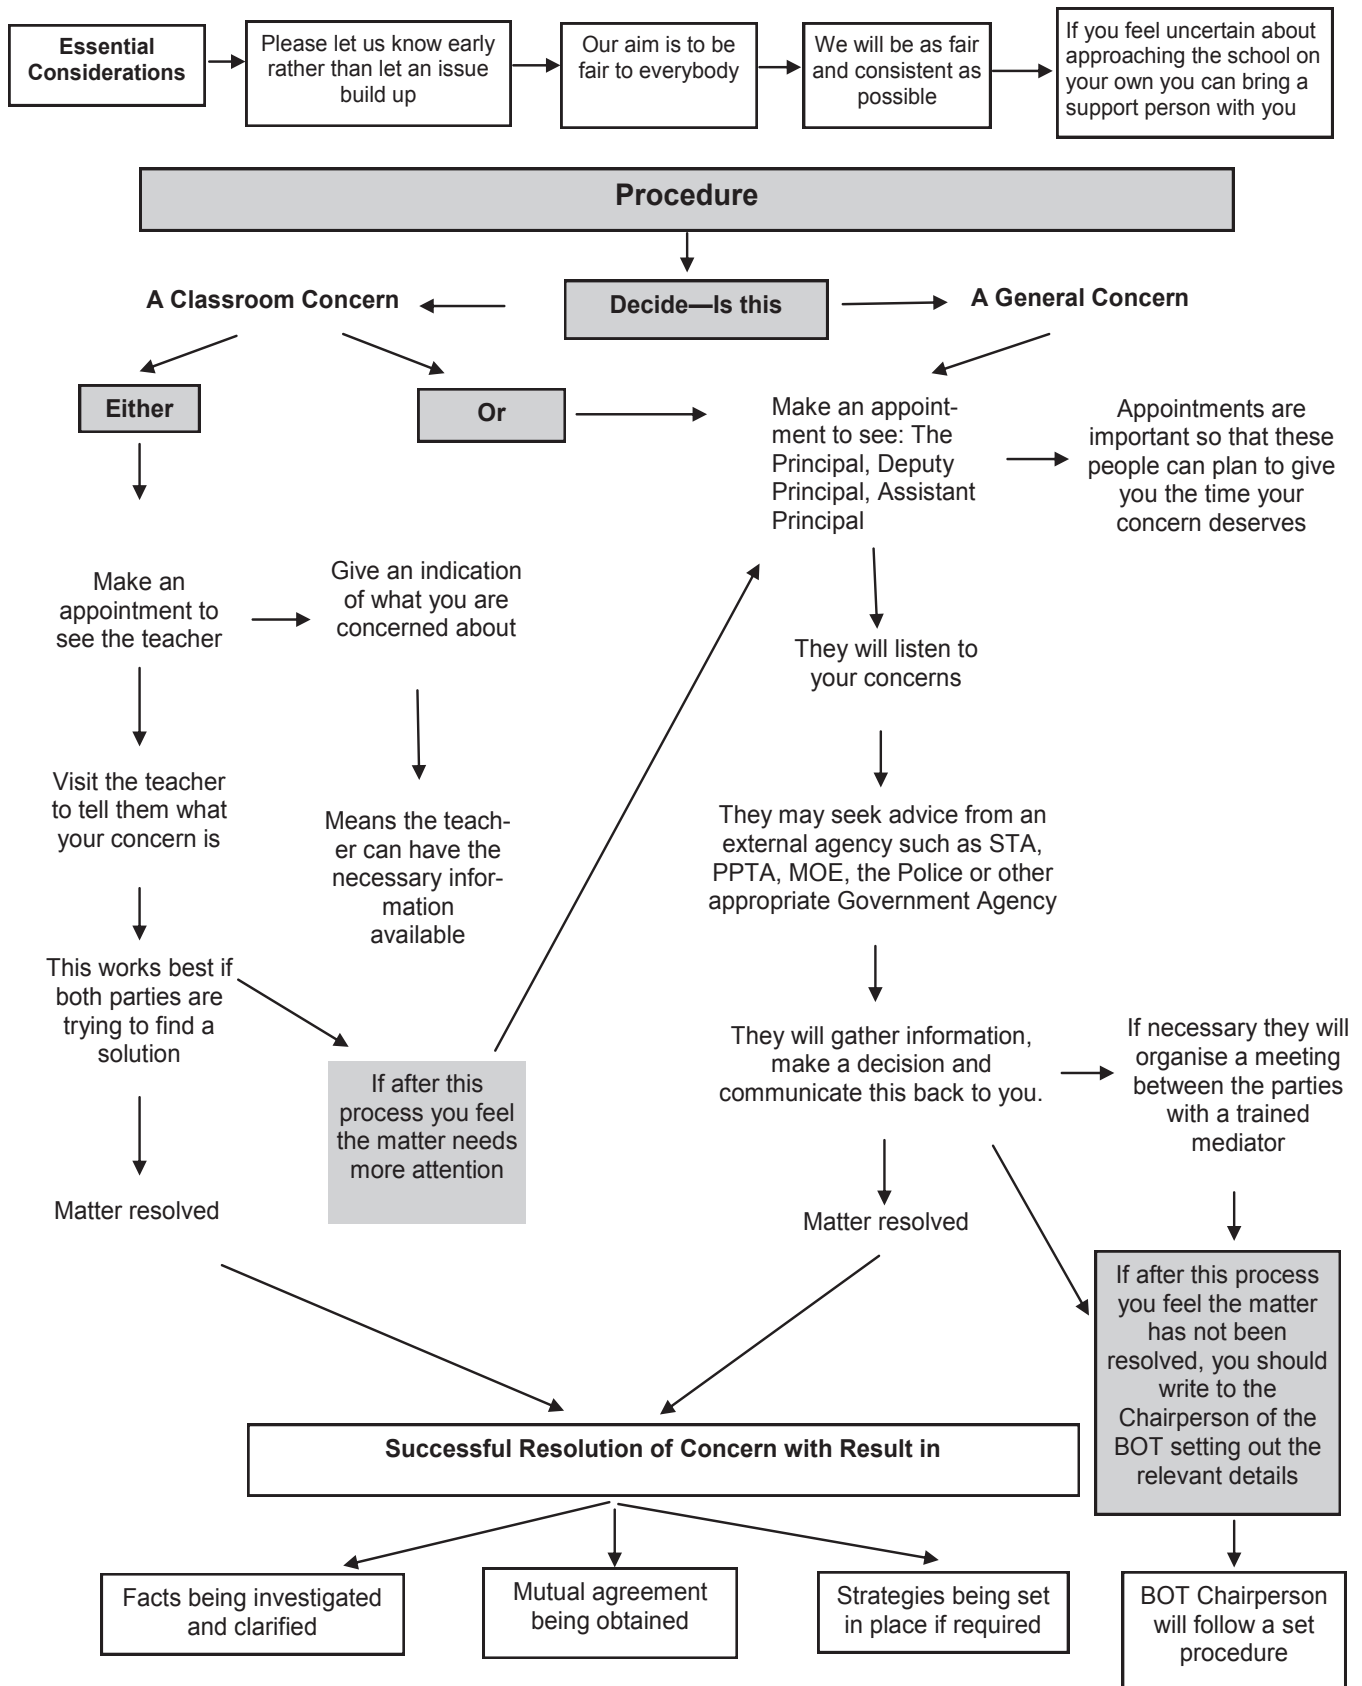 Essential
Considerations
Please let us know early
rather than let an issue
build up
Our aim is to be
fair to everybody
We will be as fair
and consistent as
possible
If you feel uncertain about
approaching the school on
your own you can bring a
support person with you
Procedure
A Classroom Concern
Decide—Is this
A General Concern
Either
Or
Make an appoint-
ment to see: The
Principal, Deputy
Principal, Assistant
Principal
Appointments are
important so that these
people can plan to give
you the time your
concern deserves
Make an
appointment to
see the teacher
Give an indication
of what you are
concerned about
They will listen to
your concerns
Visit the teacher
to tell them what
your concern is
Means the teach-
er can have the
necessary infor-
mation
available
They may seek advice from an
external agency such as STA,
PPTA, MOE, the Police or other
appropriate Government Agency
This works best if
both parties are
trying to find a
solution
If after this
process you feel
the matter needs
more attention
They will gather information,
make a decision and
communicate this back to you.
If necessary they will
organise a meeting
between the parties
with a trained
mediator
Matter resolved
Matter resolved
If after this process
you feel the matter
has not been
resolved, you should
write to the
Chairperson of the
BOT setting out the
relevant details
Successful Resolution of Concern with Result in
Facts being investigated
and clarified
Mutual agreement
being obtained
Strategies being set
in place if required
BOT Chairperson
will follow a set
procedure